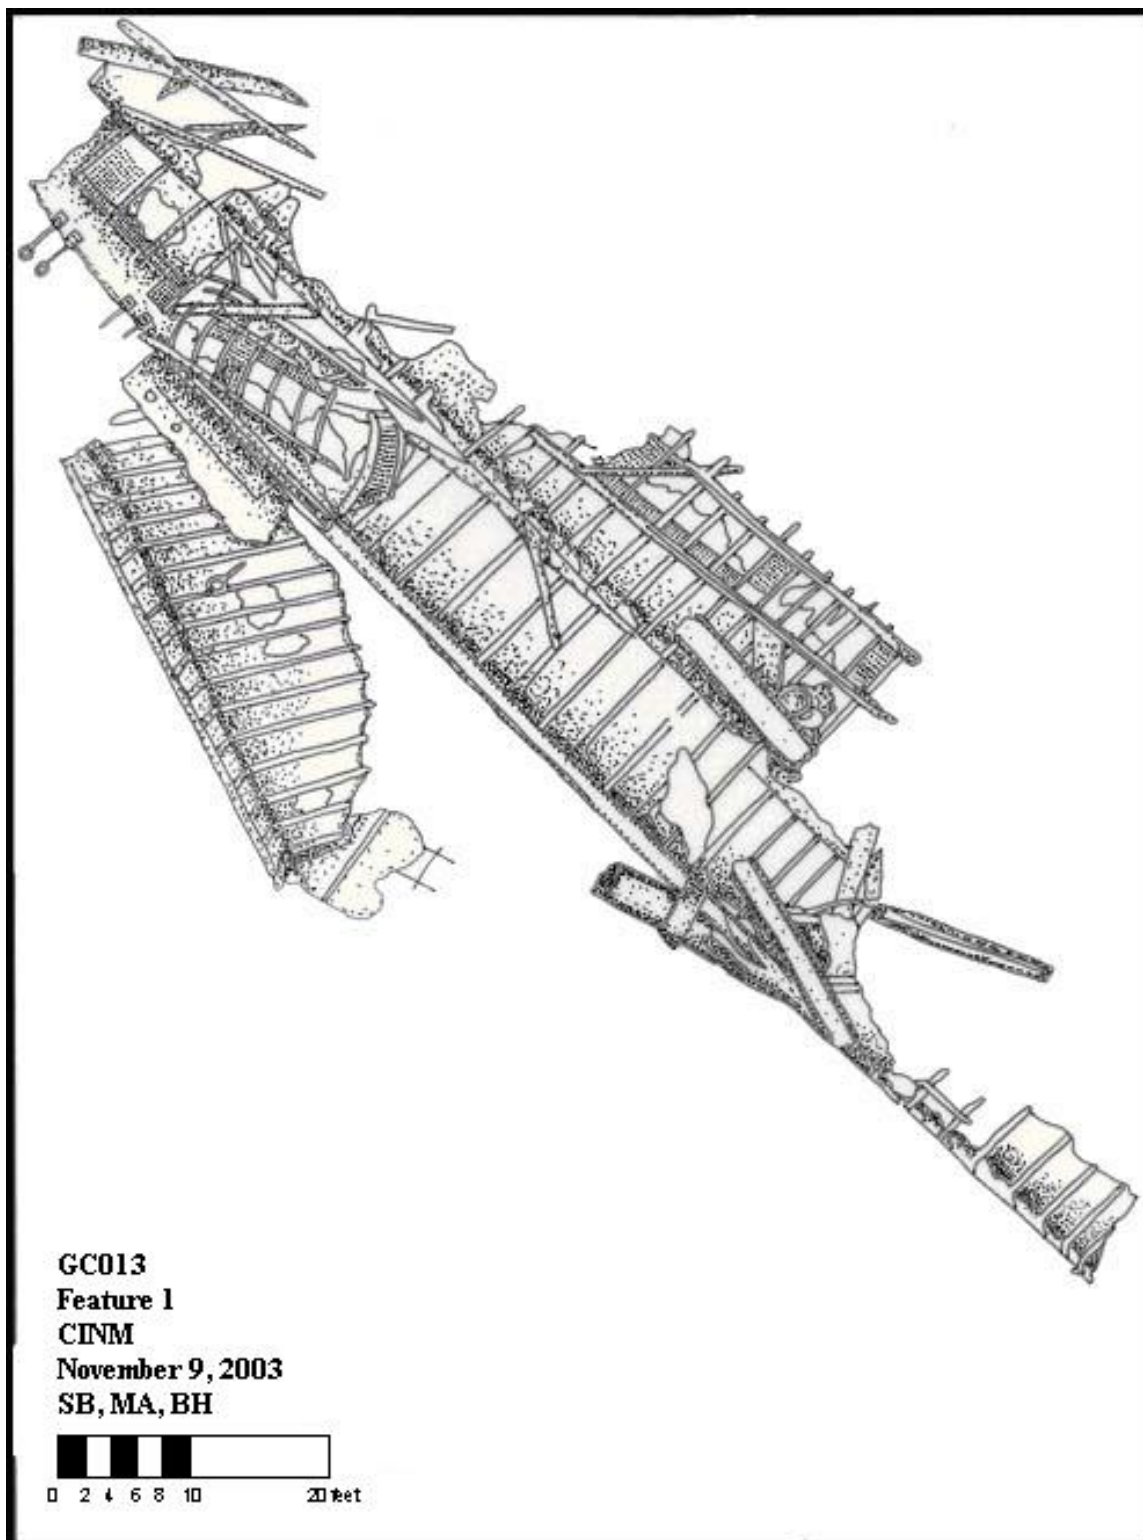 GC013
Feature 1
CINM
November 9, 2003
SB, MA, BH
0 2 4 6 8 10 20 feet